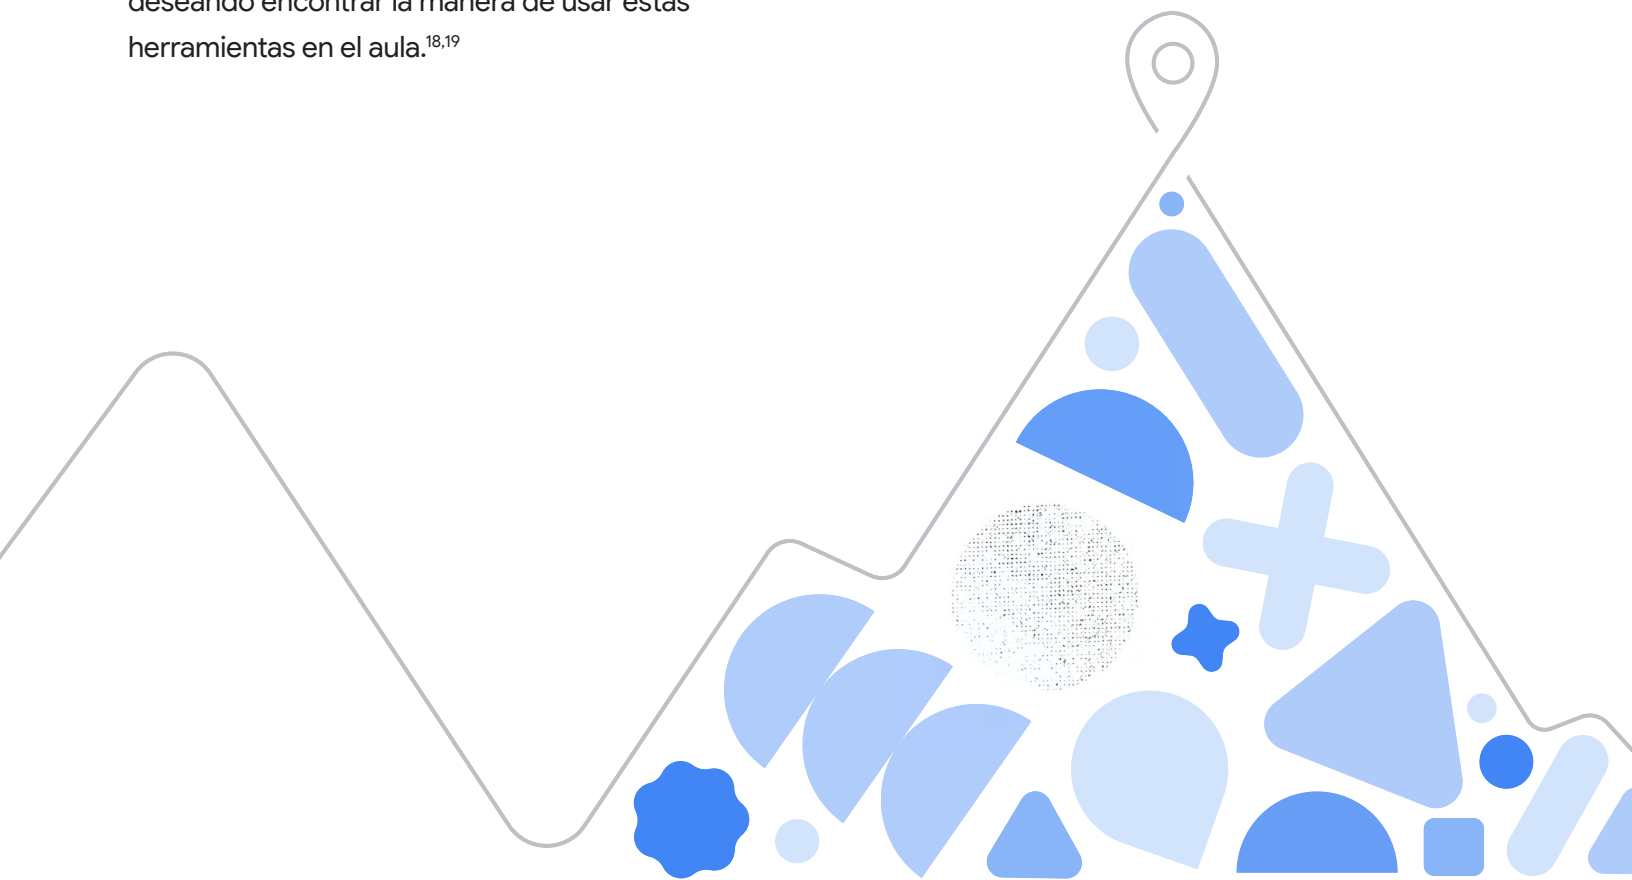 deseando encontrar la manera de usar estas
herramientas en el aula.18,19